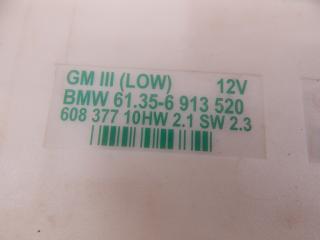 GM III (LOW) 12V
BMW 61.35-6 913 520
608 377 10HW 2.1 SW 2.3